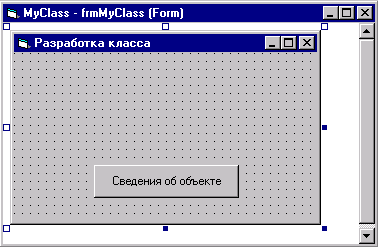 MyClass - frmMyClass (Form)
Разработка класса
Сведения об объекте